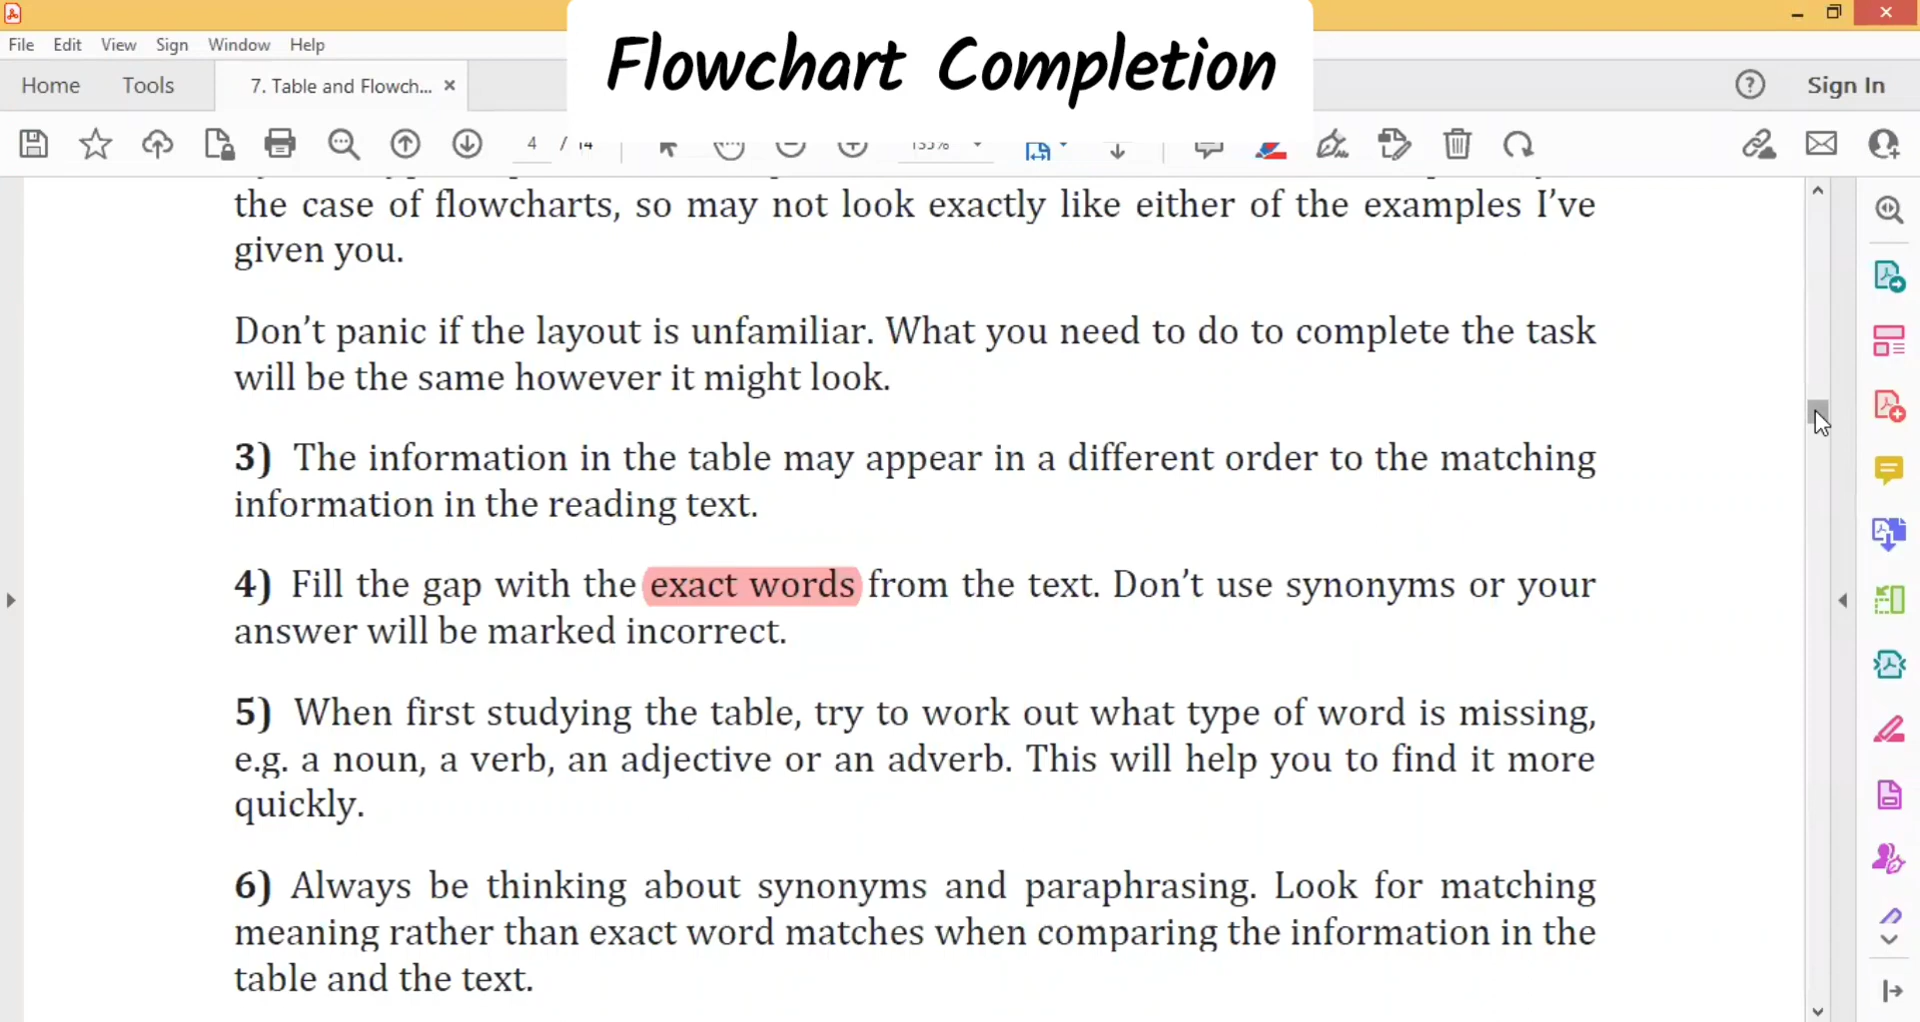 Flowchart Completion
File Edit View Sign Window Help
Home Tools 7. Table and Flowch... × Sign In
4 / 14 135%
the case of flowcharts, so may not look exactly like either of the examples I’ve
given you.
Don’t panic if the layout is unfamiliar. What you need to do to complete the task
will be the same however it might look.
3) The information in the table may appear in a different order to the matching
information in the reading text.
4) Fill the gap with the exact words from the text. Don’t use synonyms or your
answer will be marked incorrect.
5) When first studying the table, try to work out what type of word is missing,
e.g. a noun, a verb, an adjective or an adverb. This will help you to find it more
quickly.
6) Always be thinking about synonyms and paraphrasing. Look for matching
meaning rather than exact word matches when comparing the information in the
table and the text.